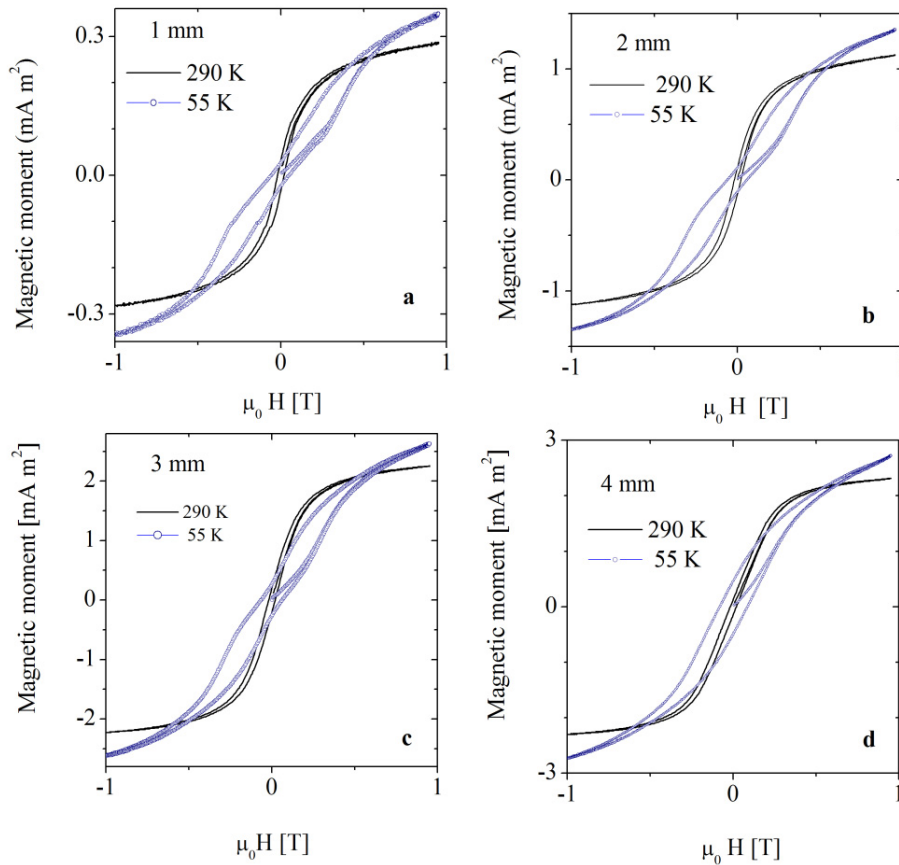 1 mm
290 K
55 K
0.3
0.0
-0.3
-1
0
1
Magnetic moment (mA m²)
μ₀ H [T]
a
2 mm
290 K
55 K
1
0
-1
-1
0
1
Magnetic moment (mA m²)
μ₀ H [T]
b
3 mm
290 K
55 K
2
1
0
-1
-2
-1
0
1
Magnetic moment [mA m²]
μ₀ H [T]
c
4 mm
290 K
55 K
3
0
-3
-1
0
1
Magnetic moment [mA m²]
μ₀ H [T]
d